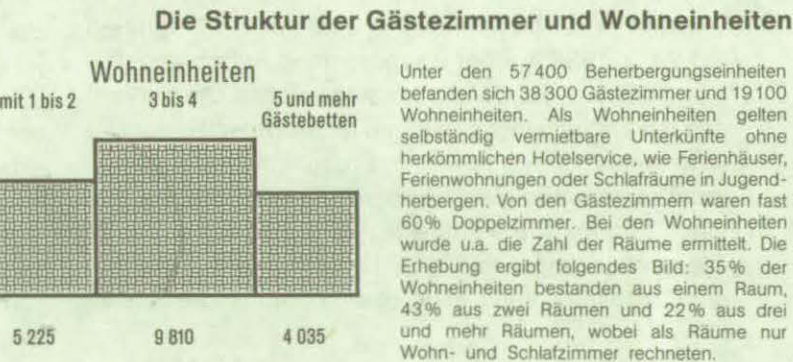 Die Struktur der Gästezimmer und Wohneinheiten
Wohneinheiten
mit 1 bis 2 3 bis 4 5 und mehr
Gästebetten
5 225 9 810 4 035
Unter den 57 400 Beherbergungseinheiten
befanden sich 38 300 Gästezimmer und 19 100
Wohneinheiten. Als Wohneinheiten gelten
selbständig vermietbare Unterkünfte ohne
herkömmlichen Hotelservice, wie Ferienhäuser,
Ferienwohnungen oder Schlafräume in Jugend-
herbergen. Von den Gästezimmern waren fast
60% Doppelzimmer. Bei den Wohneinheiten
wurde u.a. die Zahl der Räume ermittelt. Die
Erhebung ergibt folgendes Bild: 35% der
Wohneinheiten bestanden aus einem Raum,
43% aus zwei Räumen und 22% aus drei
und mehr Räumen, wobei als Räume nur
Wohn- und Schlafzimmer rechneten.